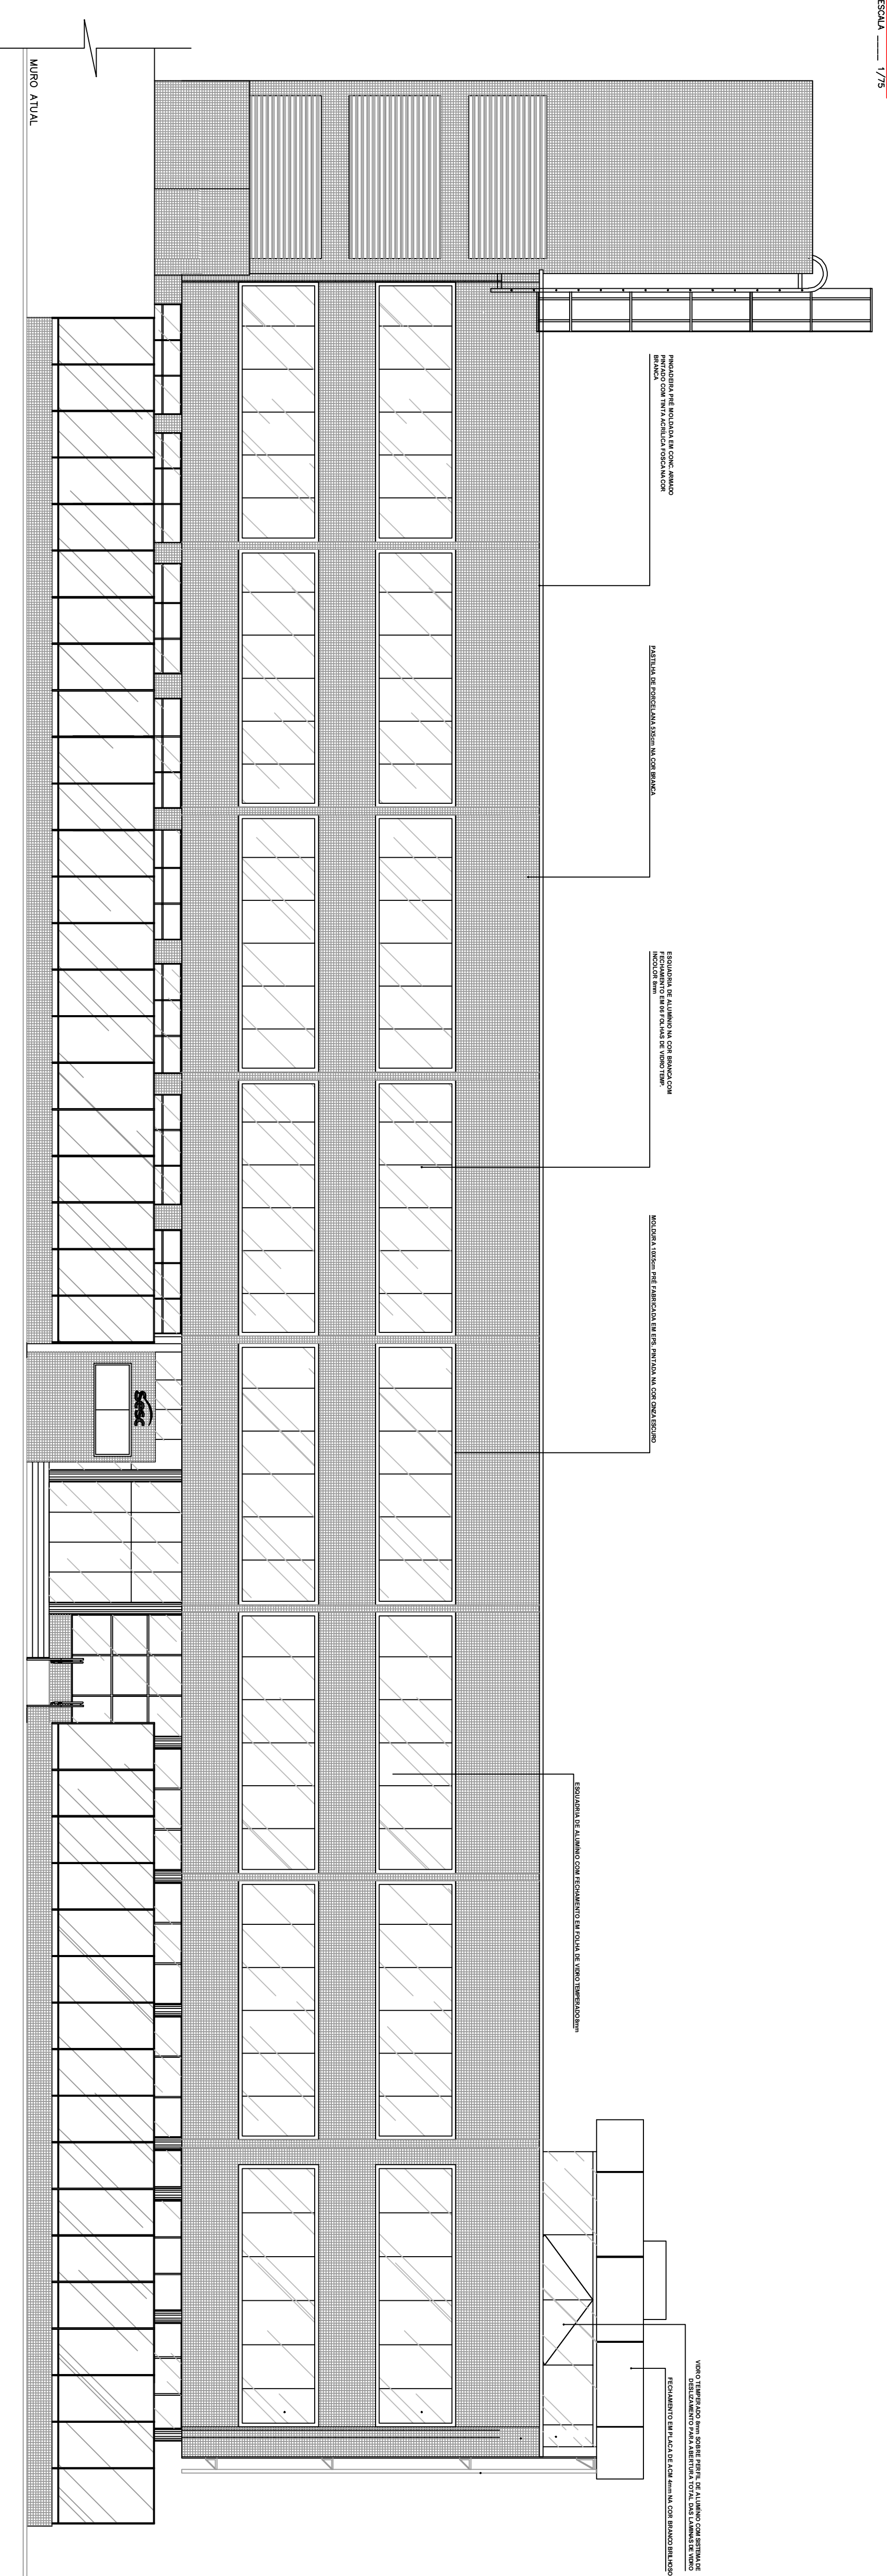 ESCALA ____ 1/75
MURO ATUAL
PINGADEIRA PRÉ MOLDADA EM CONC. ARMADO
PINTADO COM TINTA ACRÍLICA FOSCA NA COR
BRANCA
PASTILHA DE PORCELANA 5X5cm NA COR BRANCA
ESQUADRIA DE ALUMÍNIO NA COR BRANCA COM
FECHAMENTO EM 06 FOLHAS DE VIDRO TEMP.
INCOLOR 8mm
MOLDURA 10X5cm PRÉ FABRICADA EM EPS. PINTADA NA COR CINZA ESCURO
sesc
ESQUADRIA DE ALUMÍNIO COM FECHAMENTO EM FOLHA DE VIDRO TEMPERADO 8mm
VIDRO TEMPERADO 8mm SOBRE PERFIL DE ALUMÍNIO COM SISTEMA DE
DESLIZAMENTO PARA ABERTURA TOTAL DAS LAMINAS DE VIDRO
FECHAMENTO EM PLACA DE ACM 4mm NA COR BRANCO BRILHOSO